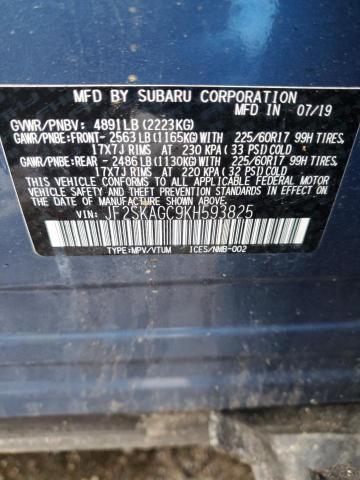 MFD BY SUBARU CORPORATION
MFD IN 07/19
GVWR/PNBV: 4891LB(2223KG)
GAWR/PNBE:FRONT-2563LB(1165KG)WITH 225/60R17 99H TIRES,
17X7J RIMS AT 230 KPA (33 PSI)COLD
GAWR/PNBE:REAR -2486LB(1130KG)WITH 225/60R17 99H TIRES,
17X7J RIMS AT 220 KPA (32 PSI)COLD
THIS VEHICLE CONFORMS TO ALL APPLICABLE FEDERAL MOTOR
VEHICLE SAFETY, BUMPER, AND THEFT PREVENTION STANDARDS
IN EFFECT ON THE DATE OF MANUFACTURE SHOWN ABOVE.
VIN: JF2SKAGC9KH593825
TYPE:MPV/VTUM ICES/NMB-002